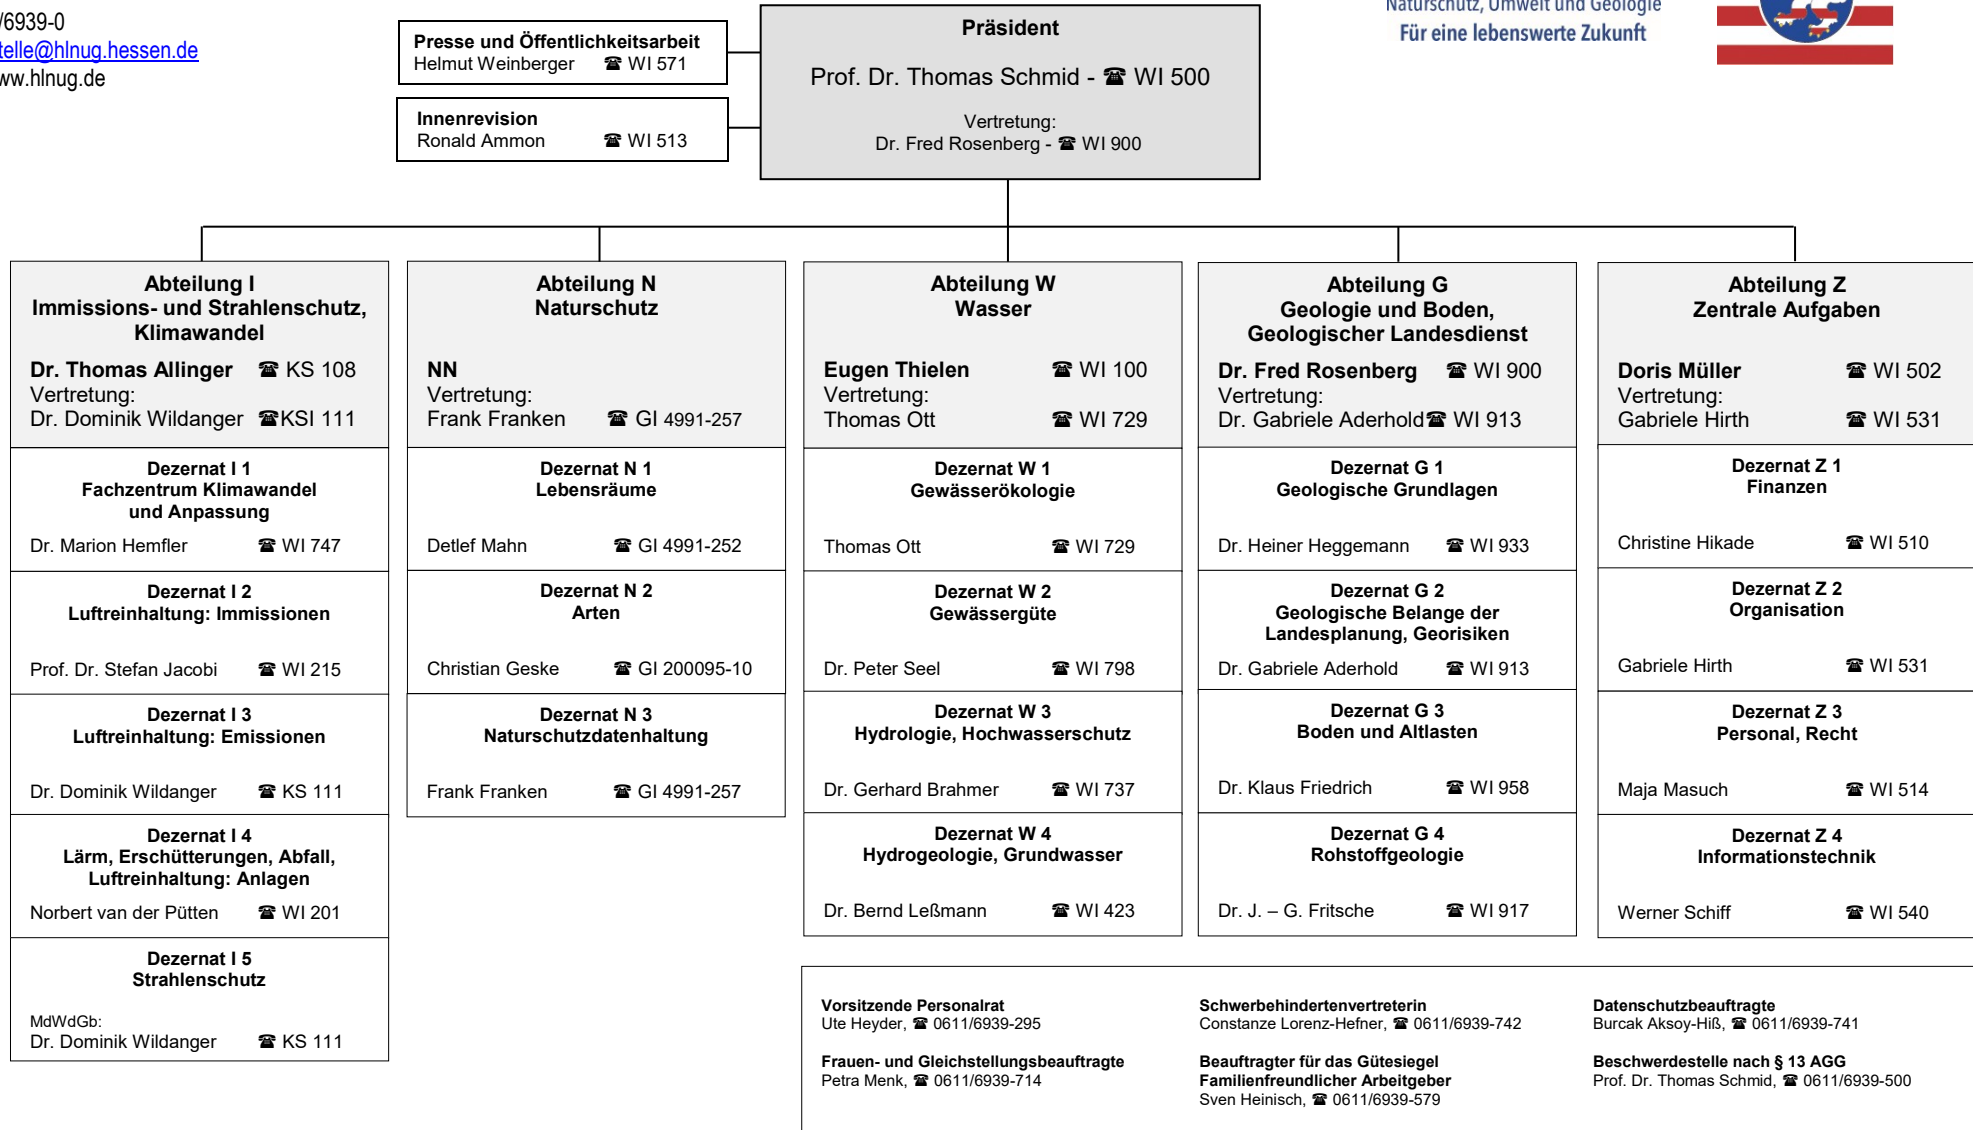 /6939-0
telle@hlnug.hessen.de
ww.hlnug.de
Presse und Öffentlichkeitsarbeit
Helmut Weinberger ☎ WI 571
Innenrevision
Ronald Ammon ☎ WI 513
Präsident
Prof. Dr. Thomas Schmid - ☎ WI 500
Vertretung:
Dr. Fred Rosenberg - ☎ WI 900
Naturschutz, Umwelt und Geologie
Für eine lebenswerte Zukunft
Abteilung I
Immissions- und Strahlenschutz,
Klimawandel
Dr. Thomas Allinger ☎ KS 108
Vertretung:
Dr. Dominik Wildanger ☎KSI 111
Dezernat I 1
Fachzentrum Klimawandel
und Anpassung
Dr. Marion Hemfler ☎ WI 747
Dezernat I 2
Luftreinhaltung: Immissionen
Prof. Dr. Stefan Jacobi ☎ WI 215
Dezernat I 3
Luftreinhaltung: Emissionen
Dr. Dominik Wildanger ☎ KS 111
Dezernat I 4
Lärm, Erschütterungen, Abfall,
Luftreinhaltung: Anlagen
Norbert van der Pütten ☎ WI 201
Dezernat I 5
Strahlenschutz
MdWdGb:
Dr. Dominik Wildanger ☎ KS 111
Abteilung N
Naturschutz
NN
Vertretung:
Frank Franken ☎ GI 4991-257
Dezernat N 1
Lebensräume
Detlef Mahn ☎ GI 4991-252
Dezernat N 2
Arten
Christian Geske ☎ GI 200095-10
Dezernat N 3
Naturschutzdatenhaltung
Frank Franken ☎ GI 4991-257
Abteilung W
Wasser
Eugen Thielen ☎ WI 100
Vertretung:
Thomas Ott ☎ WI 729
Dezernat W 1
Gewässerökologie
Thomas Ott ☎ WI 729
Dezernat W 2
Gewässergüte
Dr. Peter Seel ☎ WI 798
Dezernat W 3
Hydrologie, Hochwasserschutz
Dr. Gerhard Brahmer ☎ WI 737
Dezernat W 4
Hydrogeologie, Grundwasser
Dr. Bernd Leßmann ☎ WI 423
Abteilung G
Geologie und Boden,
Geologischer Landesdienst
Dr. Fred Rosenberg ☎ WI 900
Vertretung:
Dr. Gabriele Aderhold☎ WI 913
Dezernat G 1
Geologische Grundlagen
Dr. Heiner Heggemann ☎ WI 933
Dezernat G 2
Geologische Belange der
Landesplanung, Georisiken
Dr. Gabriele Aderhold ☎ WI 913
Dezernat G 3
Boden und Altlasten
Dr. Klaus Friedrich ☎ WI 958
Dezernat G 4
Rohstoffgeologie
Dr. J. – G. Fritsche ☎ WI 917
Abteilung Z
Zentrale Aufgaben
Doris Müller ☎ WI 502
Vertretung:
Gabriele Hirth ☎ WI 531
Dezernat Z 1
Finanzen
Christine Hikade ☎ WI 510
Dezernat Z 2
Organisation
Gabriele Hirth ☎ WI 531
Dezernat Z 3
Personal, Recht
Maja Masuch ☎ WI 514
Dezernat Z 4
Informationstechnik
Werner Schiff ☎ WI 540
Vorsitzende Personalrat
Ute Heyder, ☎ 0611/6939-295
Frauen- und Gleichstellungsbeauftragte
Petra Menk, ☎ 0611/6939-714
Schwerbehindertenvertreterin
Constanze Lorenz-Hefner, ☎ 0611/6939-742
Beauftragter für das Gütesiegel
Familienfreundlicher Arbeitgeber
Sven Heinisch, ☎ 0611/6939-579
Datenschutzbeauftragte
Burcak Aksoy-Hiß, ☎ 0611/6939-741
Beschwerdestelle nach § 13 AGG
Prof. Dr. Thomas Schmid, ☎ 0611/6939-500